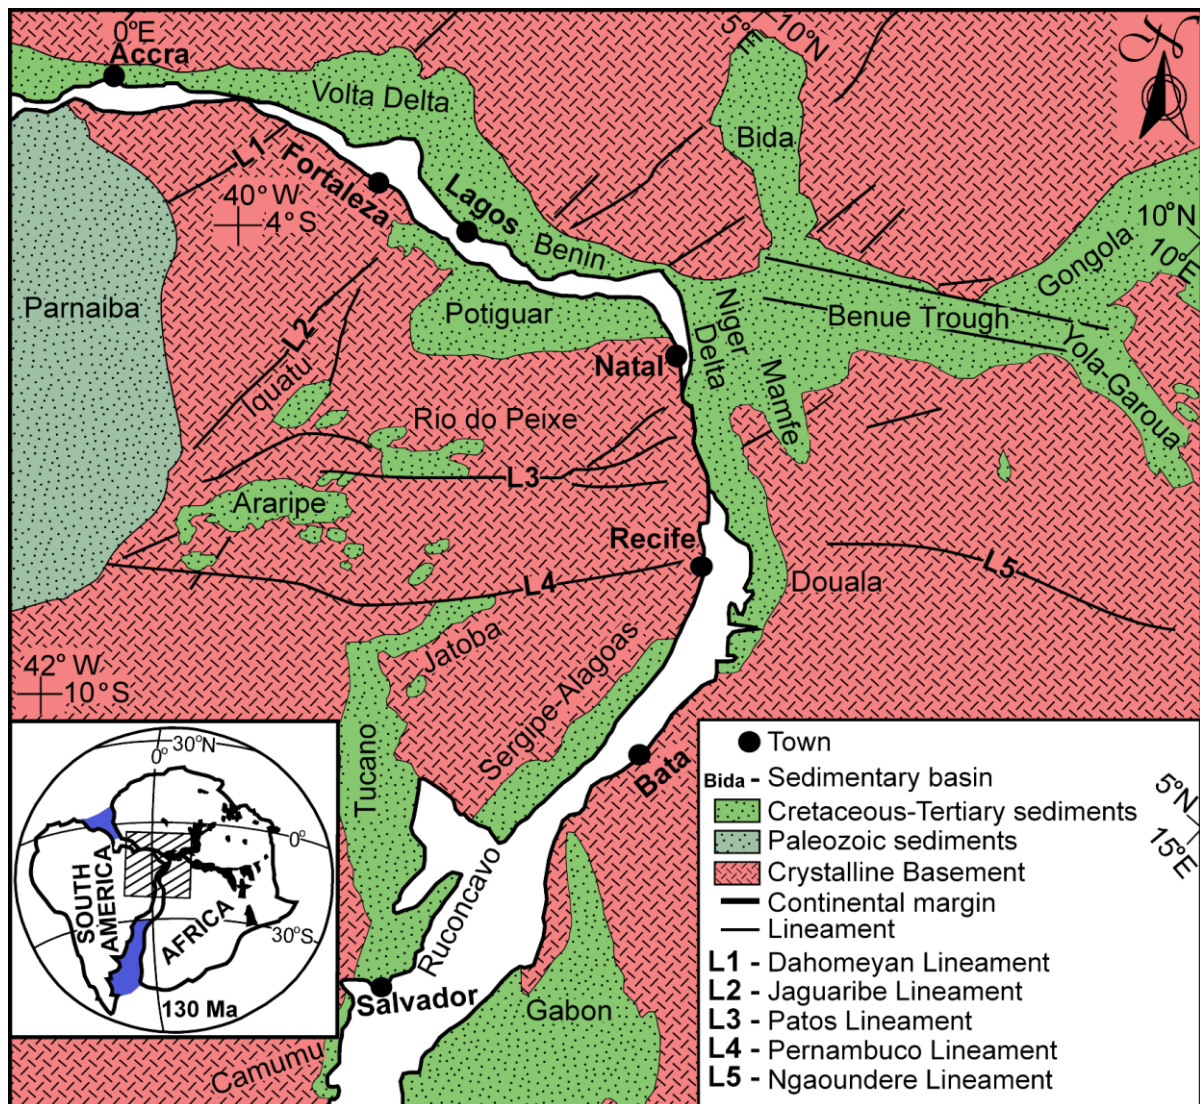 0°E
Accra
5°E
10°N
N
Volta Delta
Bida
L1
Fortaleza
40° W
4° S
Lagos
Benin
10°N
10°E
Gongola
Parnaiba
Potiguar
Niger
Delta
Benue Trough
Yola-Garoua
L2
Iguatu
Natal
Mamfe
Rio do Peixe
L3
Araripe
Recife
L4
Douala
L5
Jatoba
42° W
10° S
Sergipe-Alagoas
Tucano
Bata
Ruconcavo
Salvador
Gabon
Camumu
0°
30°N
0°
SOUTH
AMERICA
AFRICA
30°S
130 Ma
Town
Bida - Sedimentary basin
Cretaceous-Tertiary sediments
Paleozoic sediments
Crystalline Basement
Continental margin
Lineament
L1 - Dahomeyan Lineament
L2 - Jaguaribe Lineament
L3 - Patos Lineament
L4 - Pernambuco Lineament
L5 - Ngaoundere Lineament
5°N
15°E